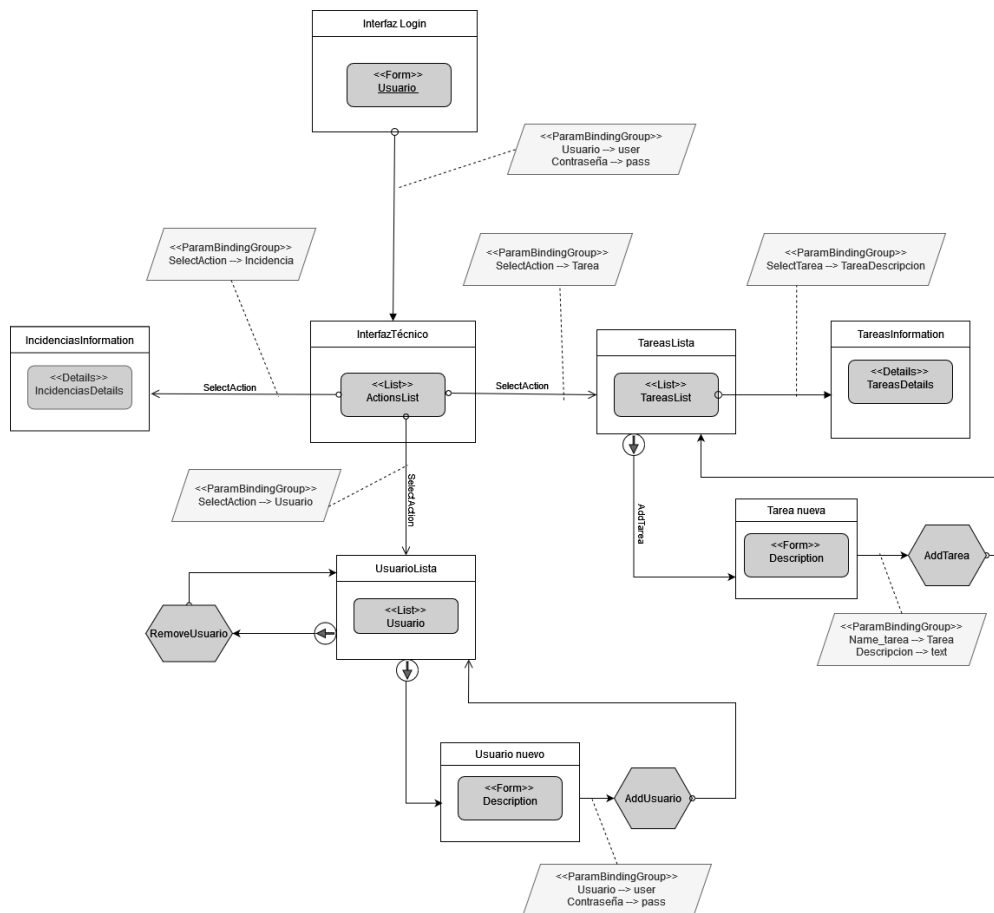 Interfaz Login
<<Form>>
Usuario
<<ParamBindingGroup>>
Usuario --> user
Contraseña --> pass
<<ParamBindingGroup>>
SelectAction --> Incidencia
<<ParamBindingGroup>>
SelectAction --> Tarea
<<ParamBindingGroup>>
SelectTarea --> TareaDescripcion
IncidenciasInformation
<<Details>>
IncidenciasDetails
SelectAction
InterfazTécnico
<<List>>
ActionsList
SelectAction
TareasLista
<<List>>
TareasList
TareasInformation
<<Details>>
TareasDetails
<<ParamBindingGroup>>
SelectAction --> Usuario
SelectAction
AddTarea
Tarea nueva
<<Form>>
Description
AddTarea
UsuarioLista
<<List>>
Usuario
RemoveUsuario
<<ParamBindingGroup>>
Name_tarea --> Tarea
Descripcion --> text
Usuario nuevo
<<Form>>
Description
AddUsuario
<<ParamBindingGroup>>
Usuario --> user
Contraseña --> pass